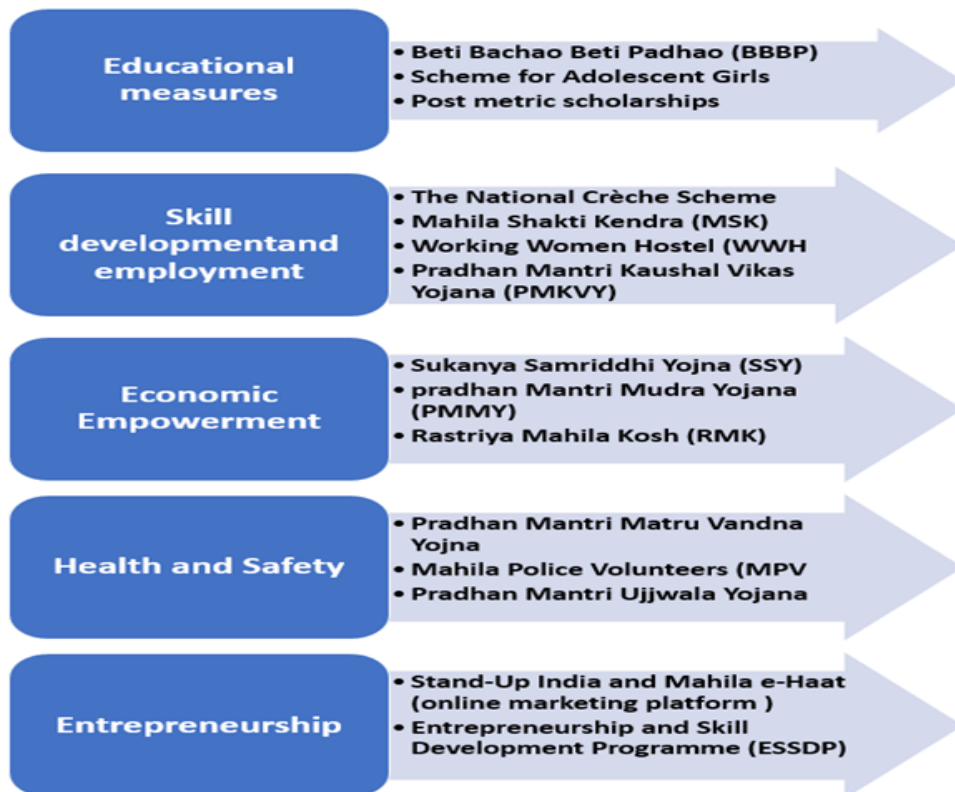 Educational
measures
• Beti Bachao Beti Padhao (BBBP)
• Scheme for Adolescent Girls
• Post metric scholarships
Skill
developmentand
employment
• The National Crèche Scheme
• Mahila Shakti Kendra (MSK)
• Working Women Hostel (WWH
• Pradhan Mantri Kaushal Vikas
Yojana (PMKVY)
Economic
Empowerment
• Sukanya Samriddhi Yojna (SSY)
• pradhan Mantri Mudra Yojana
(PMMY)
• Rastriya Mahila Kosh (RMK)
Health and Safety
• Pradhan Mantri Matru Vandna
Yojna
• Mahila Police Volunteers (MPV
• Pradhan Mantri Ujjwala Yojana
Entrepreneurship
• Stand-Up India and Mahila e-Haat
(online marketing platform )
• Entrepreneurship and Skill
Development Programme (ESSDP)